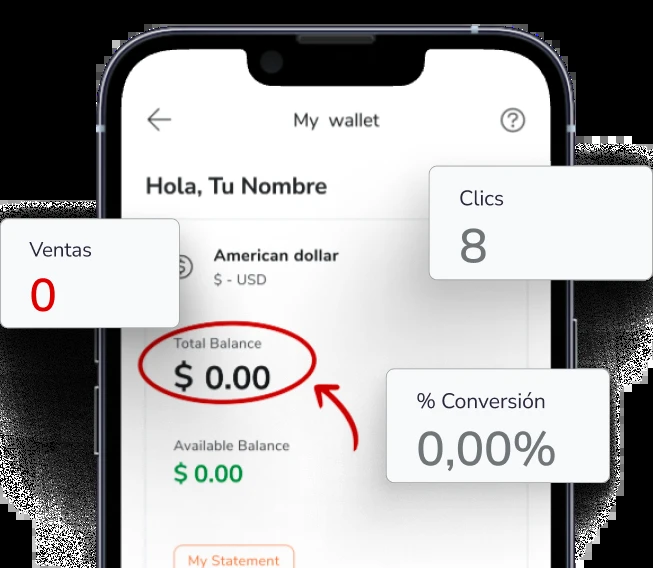 My wallet
Hola, Tu Nombre
Clics
8
Ventas
0
American dollar
$ - USD
Total Balance
$ 0.00
% Conversión
0,00%
Available Balance
$ 0.00
My Statement